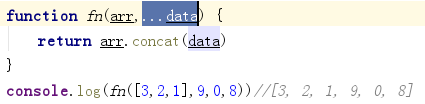 function fn(arr,...data) {
    return arr.concat(data)
}
console.log(fn([3,2,1],9,0,8))//[3, 2, 1, 9, 0, 8]